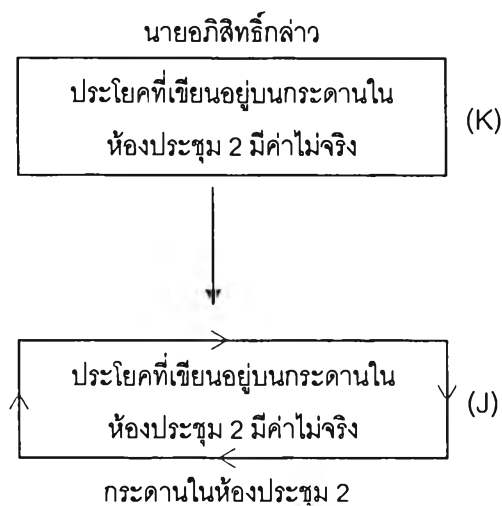 นายอภิสิทธิ์กล่าว
ประโยคที่เขียนอยู่บนกระดานใน
ห้องประชุม 2 มีค่าไม่จริง
(K)
ประโยคที่เขียนอยู่บนกระดานใน
ห้องประชุม 2 มีค่าไม่จริง
(J)
กระดานในห้องประชุม 2